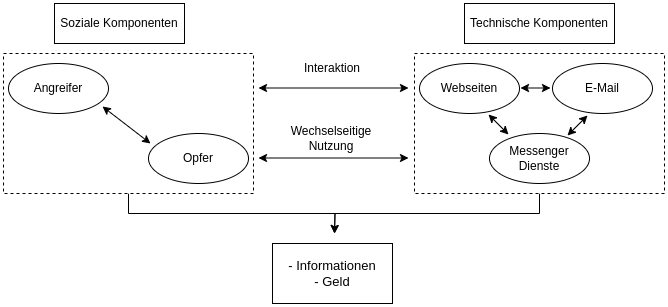 Soziale Komponenten
Technische Komponenten
Angreifer
Opfer
Interaktion
Wechselseitige
Nutzung
Webseiten
E-Mail
Messenger
Dienste
- Informationen
- Geld